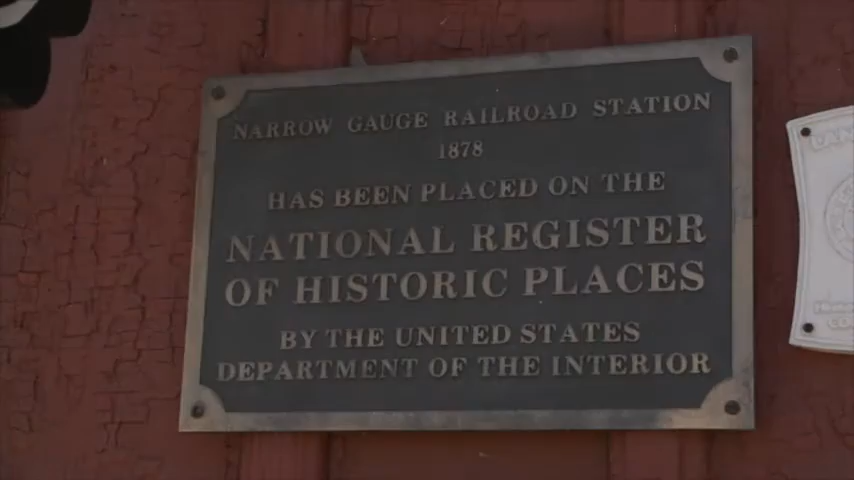 NARROW GAUGE RAILROAD STATION
1878
HAS BEEN PLACED ON THE
NATIONAL REGISTER
OF HISTORIC PLACES
BY THE UNITED STATES
DEPARTMENT OF THE INTERIOR